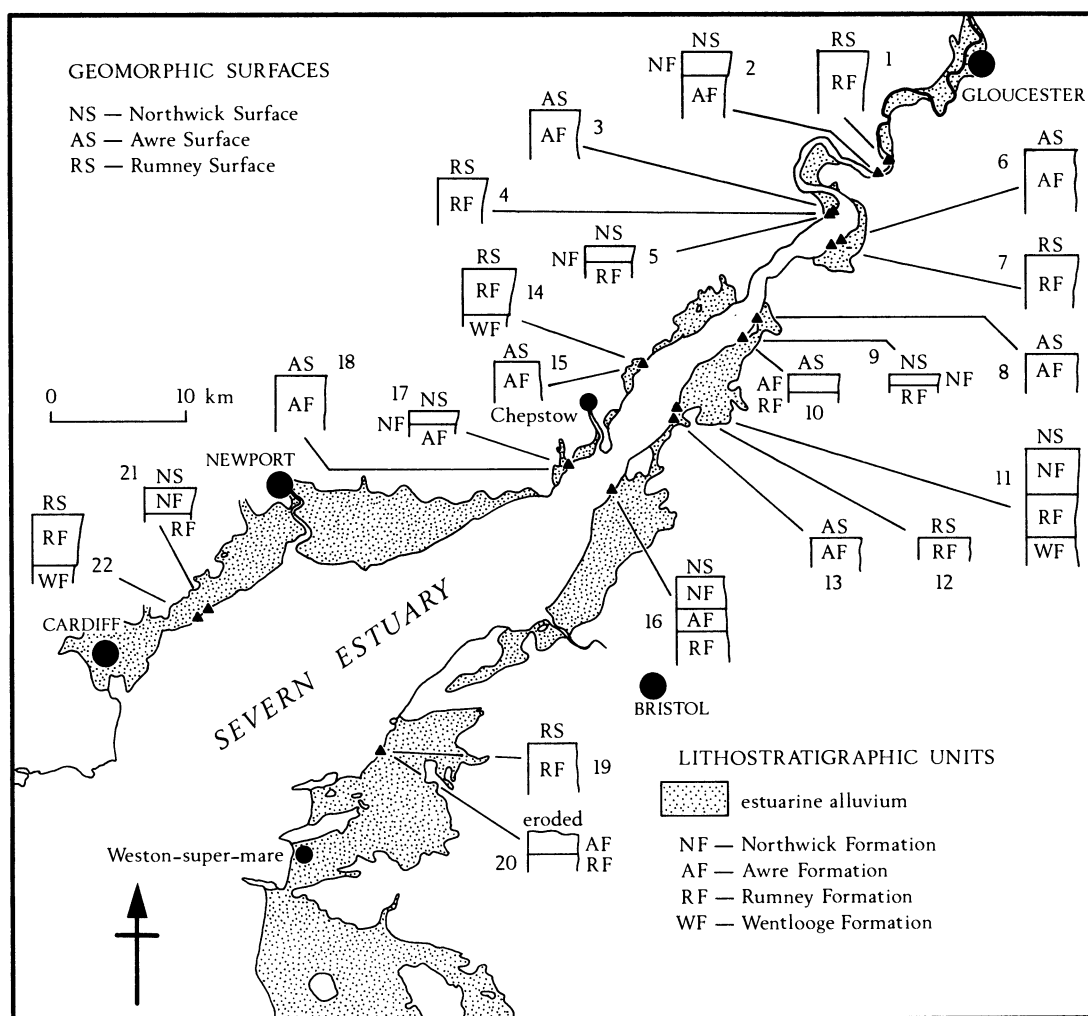 GEOMORPHIC SURFACES
NS — Northwick Surface
AS — Awre Surface
RS — Rumney Surface
NS
NF
AF
2
RS
RF
1
GLOUCESTER
AS
AF
3
AS
AF
6
RS
RF
4
NS
NF
RF
5
RS
RF
7
RS
RF
WF
14
AS
AF
15
AS
AF
8
NS
NF
RF
9
AS
AF
RF
10
AS
AF
18
0 10 km
NS
NF
AF
17
Chepstow
NS
NF
RF
WF
11
NEWPORT
NS
NF
RF
21
RS
RF
WF
22
AS
AF
13
RS
RF
12
NS
NF
AF
RF
16
CARDIFF
SEVERN ESTUARY
BRISTOL
RS
RF
19
eroded
AF
RF
20
Weston-super-mare
LITHOSTRATIGRAPHIC UNITS
estuarine alluvium
NF — Northwick Formation
AF — Awre Formation
RF — Rumney Formation
WF — Wentlooge Formation